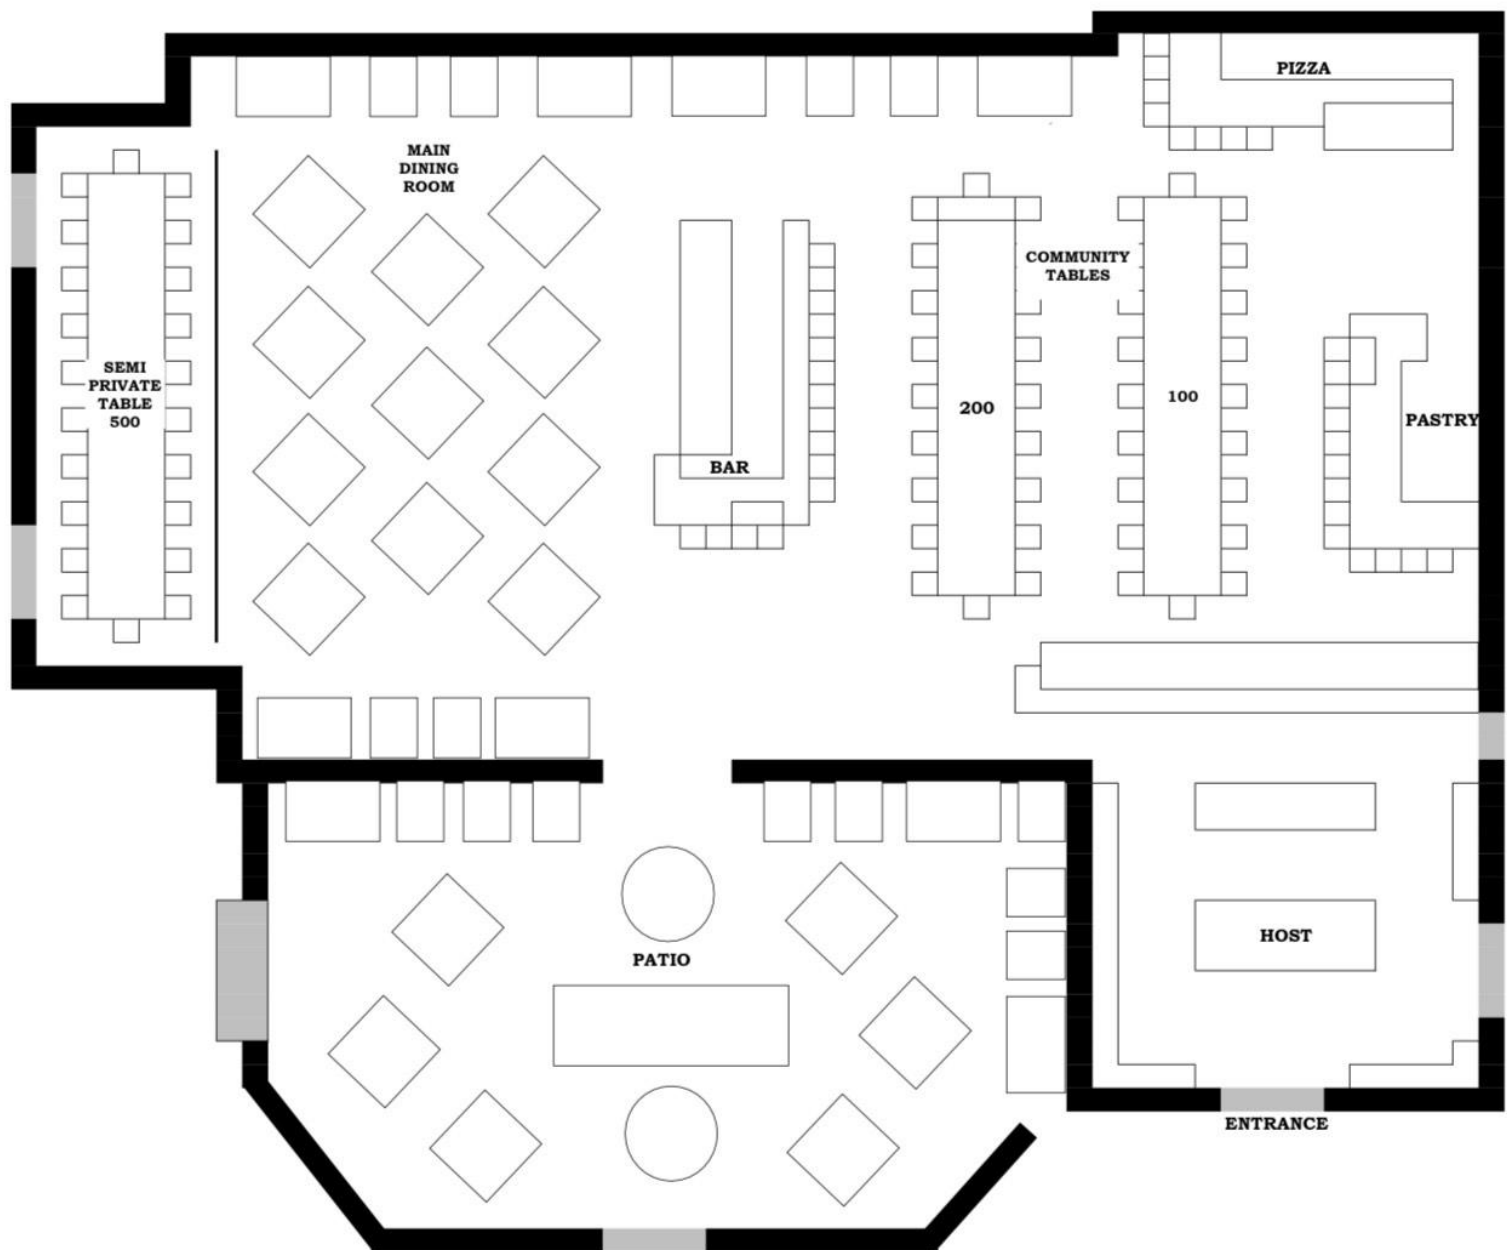 PIZZA
MAIN
DINING
ROOM
COMMUNITY
TABLES
SEMI
PRIVATE
TABLE
500
200
100
PASTRY
BAR
HOST
PATIO
ENTRANCE